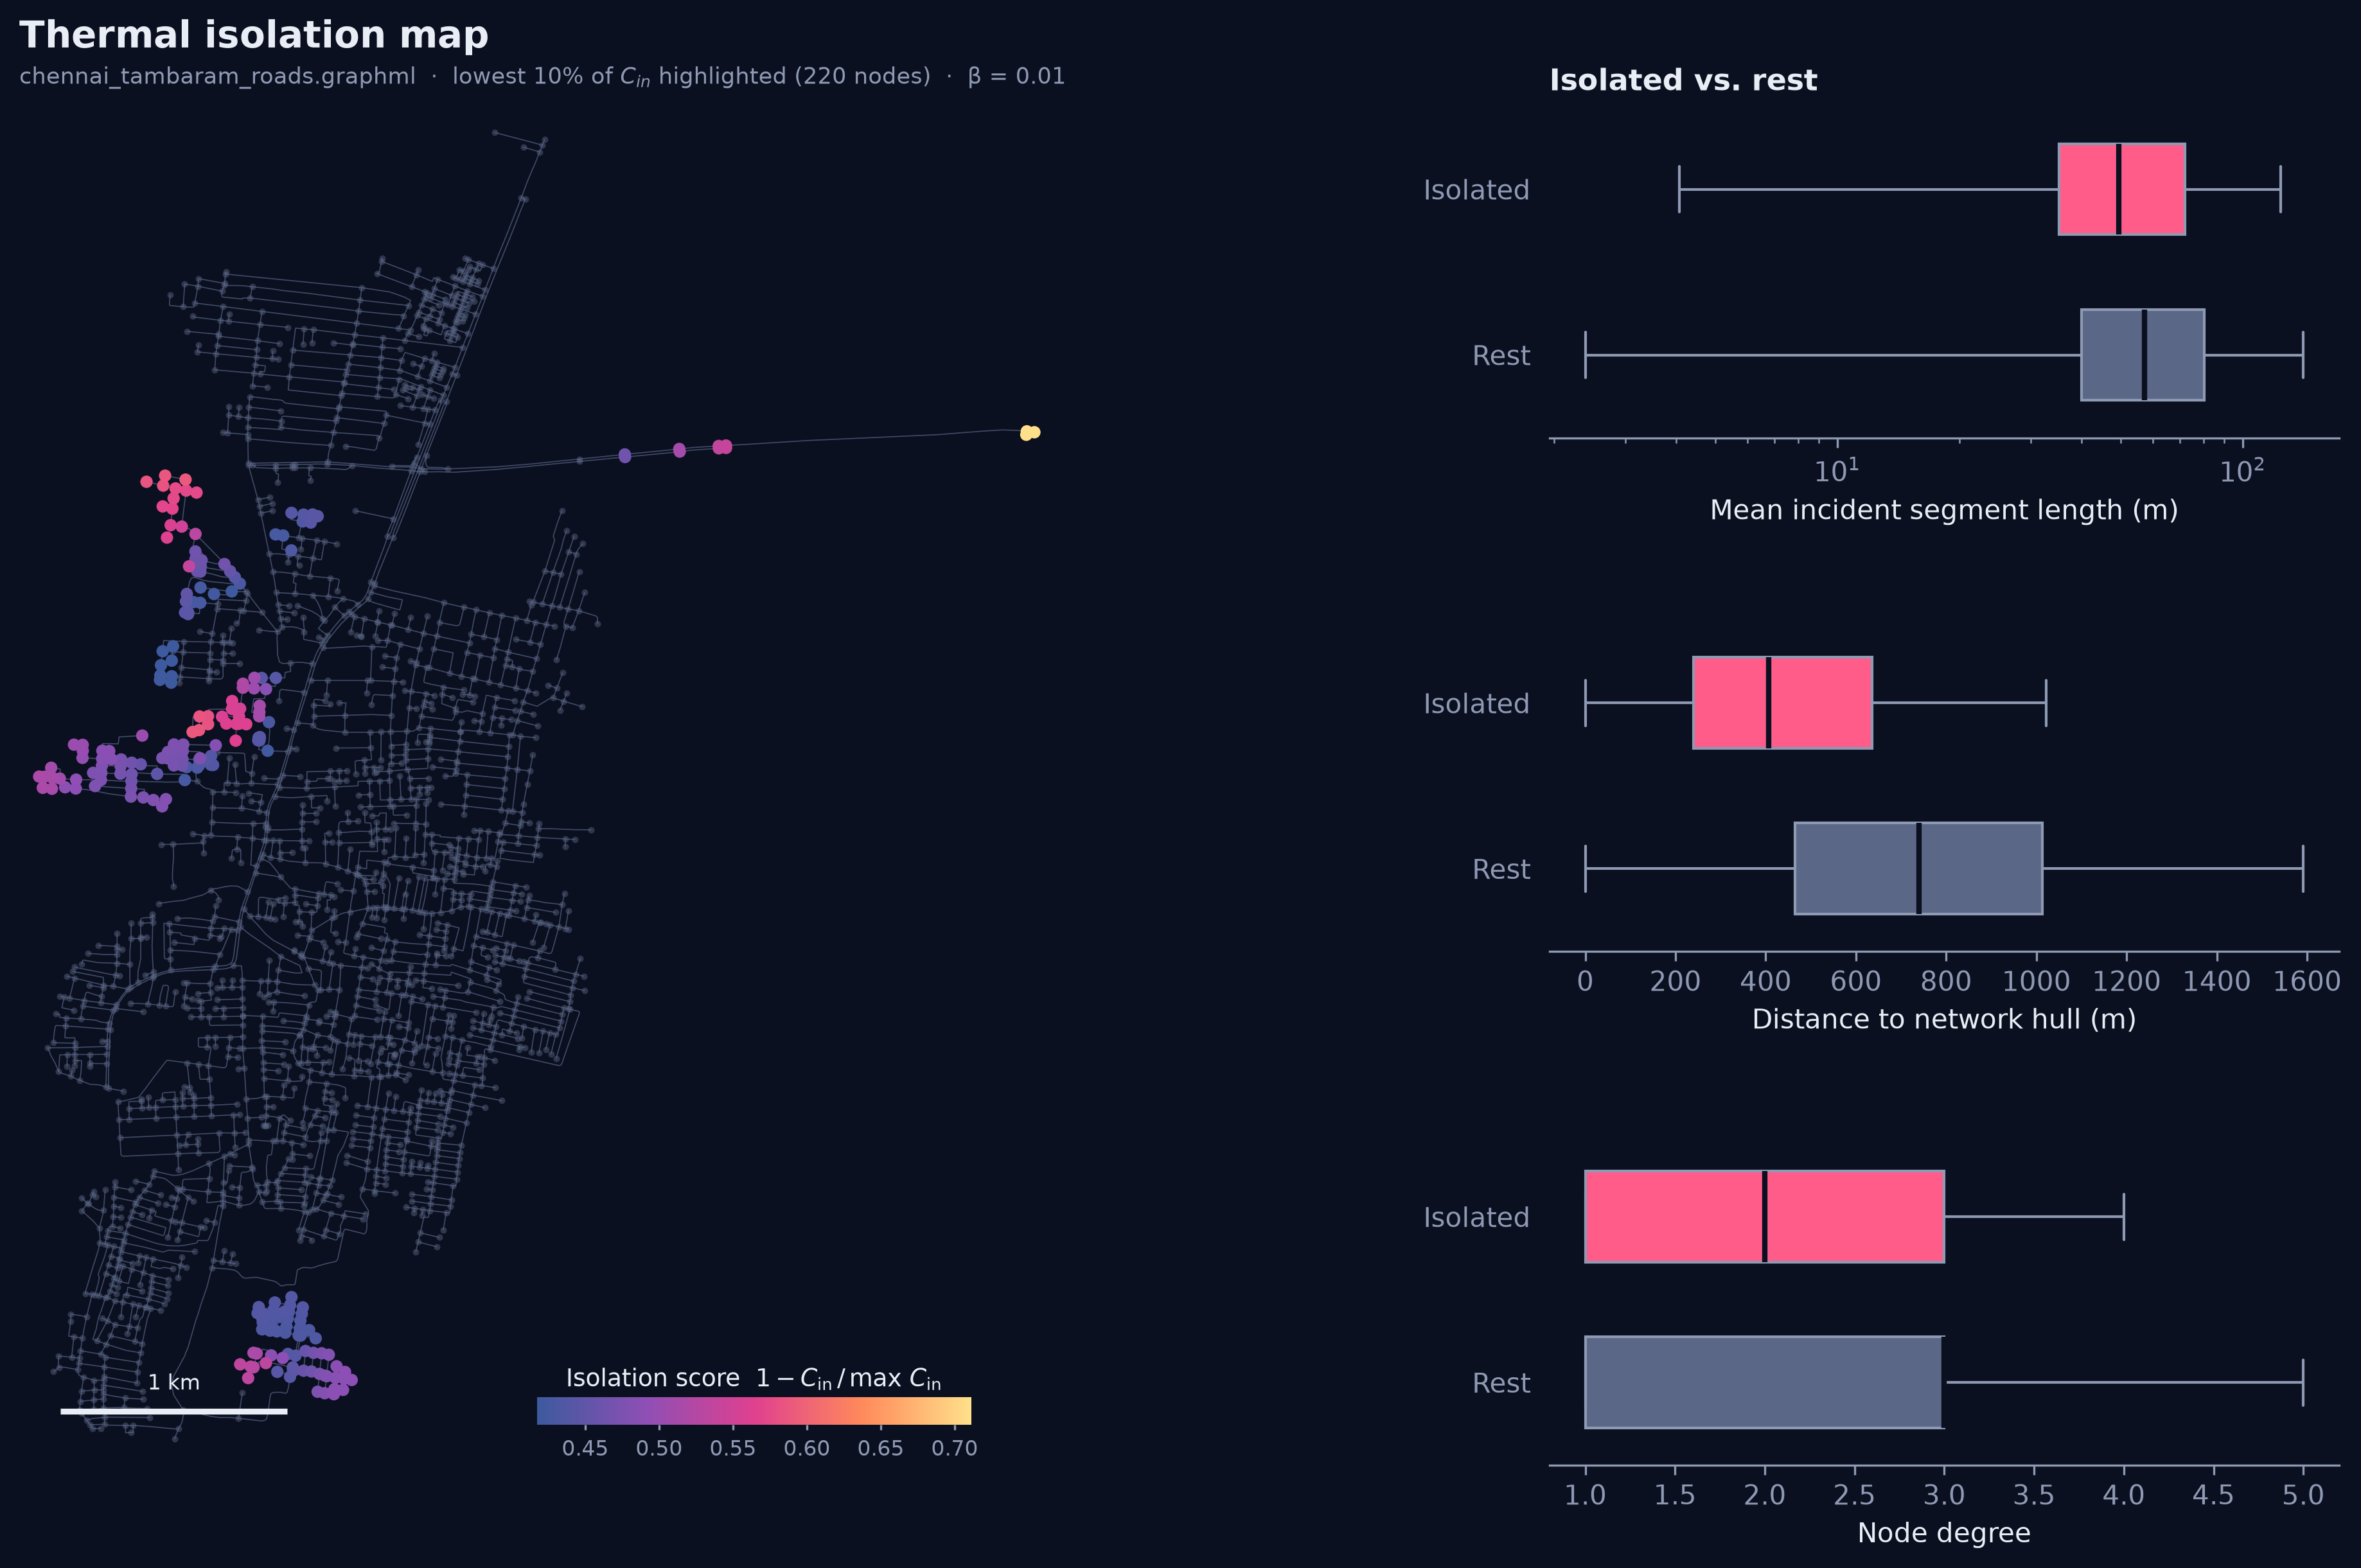 Thermal isolation map
chennai_tambaram_roads.graphml · lowest 10% of C_in highlighted (220 nodes) · β = 0.01
1 km
Isolation score 1 − C_in / max C_in
0.45 0.50 0.55 0.60 0.65 0.70
Isolated vs. rest
Isolated
Rest
10¹ 10²
Mean incident segment length (m)
Isolated
Rest
0 200 400 600 800 1000 1200 1400 1600
Distance to network hull (m)
Isolated
Rest
1.0 1.5 2.0 2.5 3.0 3.5 4.0 4.5 5.0
Node degree